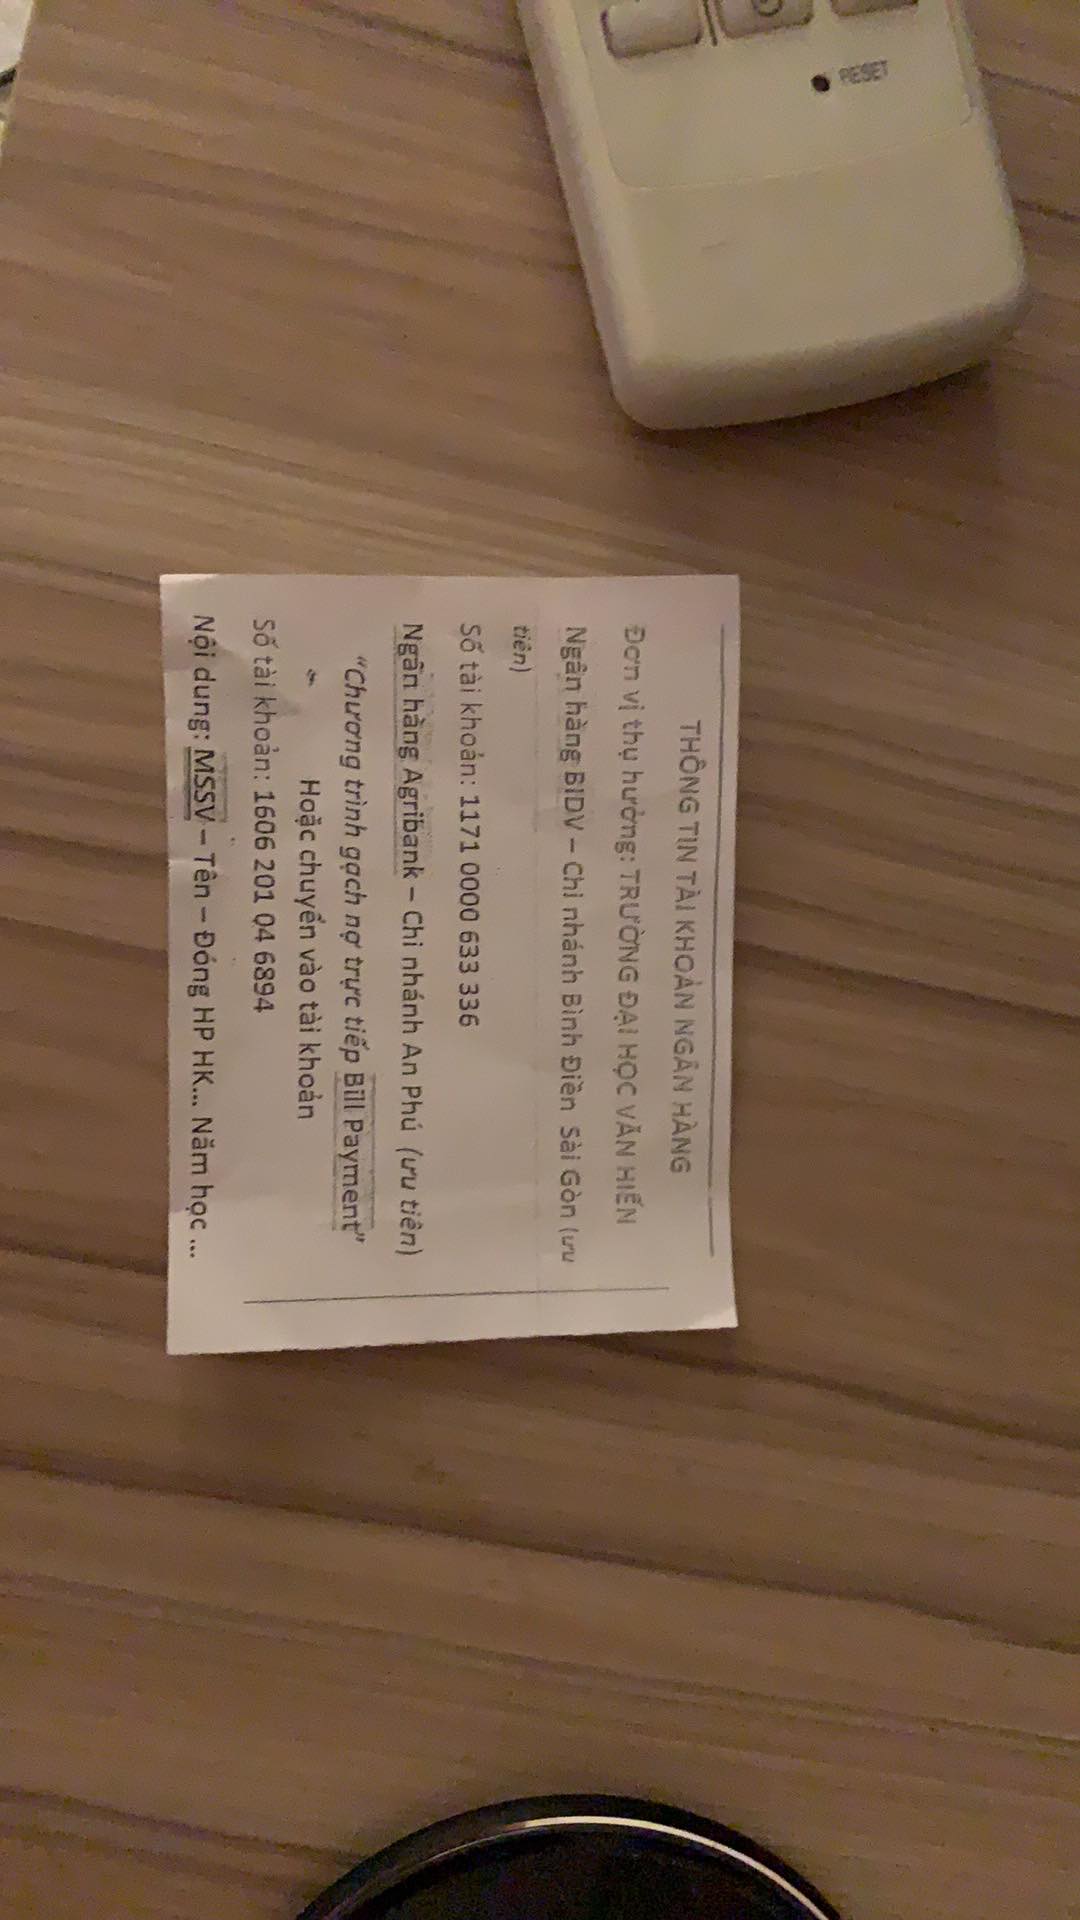 RESET
THÔNG TIN TÀI KHOẢN NGÂN HÀNG
Đơn vị thụ hưởng: TRƯỜNG ĐẠI HỌC VĂN HIẾN
Ngân hàng BIDV – Chi nhánh Bình Điền Sài Gòn (ưu
tiên)
Số tài khoản: 1171 0000 633 336
Ngân hàng Agribank – Chi nhánh An Phú (ưu tiên)
“Chương trình gạch nợ trực tiếp Bill Payment”
Hoặc chuyển vào tài khoản
Số tài khoản: 1606 201 04 6894
Nội dung: MSSV – Tên – Đóng HP HK... Năm học ...